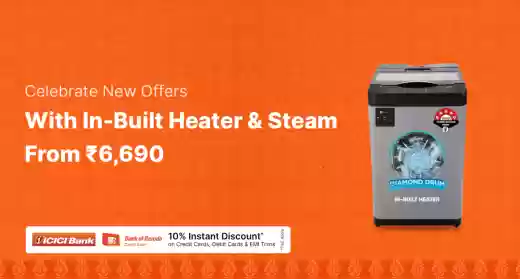 Celebrate New Offers
With In-Built Heater & Steam
From ₹6,690
ICICI Bank
Bank of Baroda
10% Instant Discount*
on Credit Cards, Debit Cards & EMI Trxns
DIAMOND DRUM
IN-BUILT HEATER